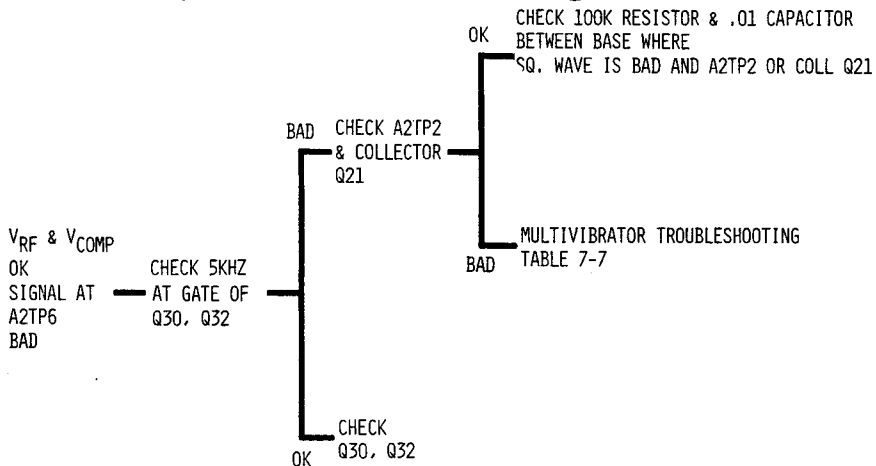 V_RF & V_COMP
OK
SIGNAL AT
A2TP6
BAD
CHECK 5KHZ
AT GATE OF
Q30, Q32
BAD
CHECK A2TP2
& COLLECTOR
Q21
OK
CHECK 100K RESISTOR & .01 CAPACITOR
BETWEEN BASE WHERE
SQ. WAVE IS BAD AND A2TP2 OR COLL Q21
BAD
MULTIVIBRATOR TROUBLESHOOTING
TABLE 7-7
OK
CHECK
Q30, Q32